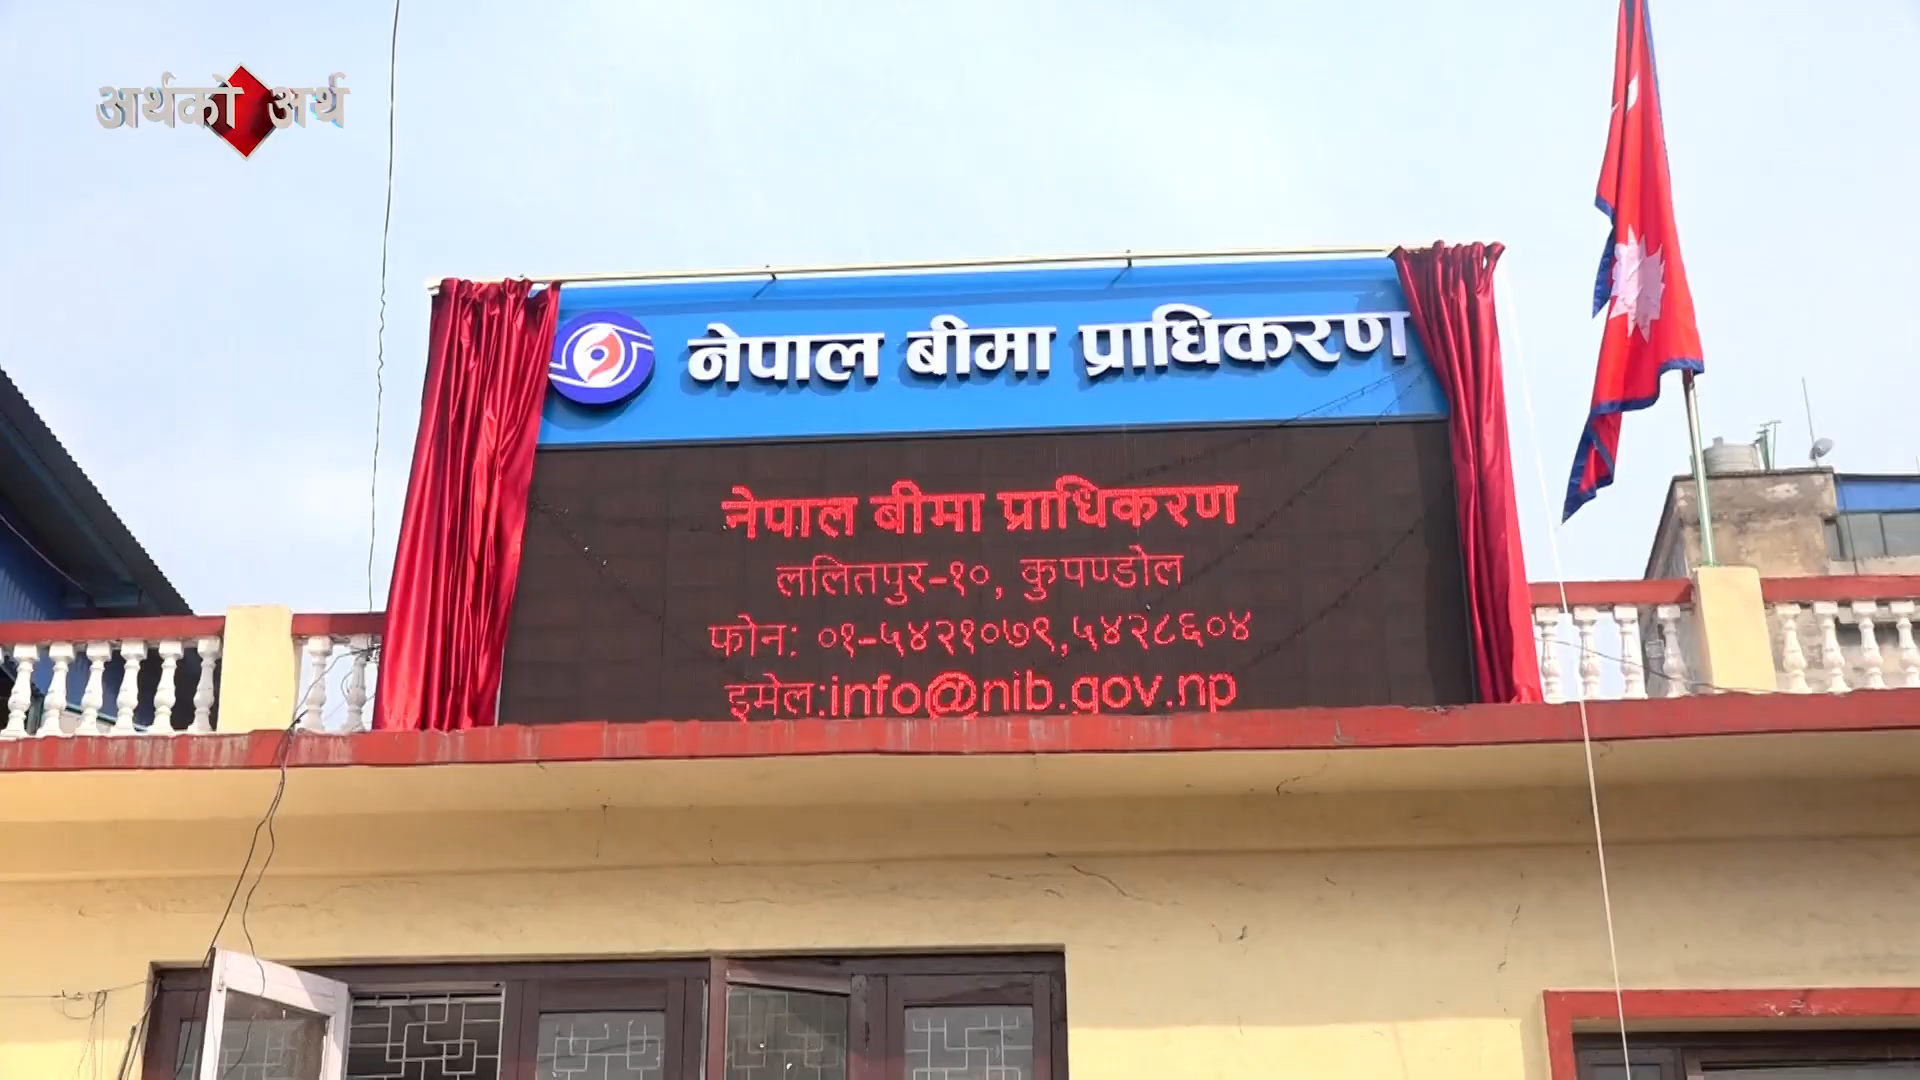 अर्थको अर्थ
नेपाल बीमा प्राधिकरण
नेपाल बीमा प्राधिकरण
ललितपुर-१०, कुपण्डोल
फोन: ०१-५४२१०७९,५४२८६०४
इमेल:info@nib.gov.np